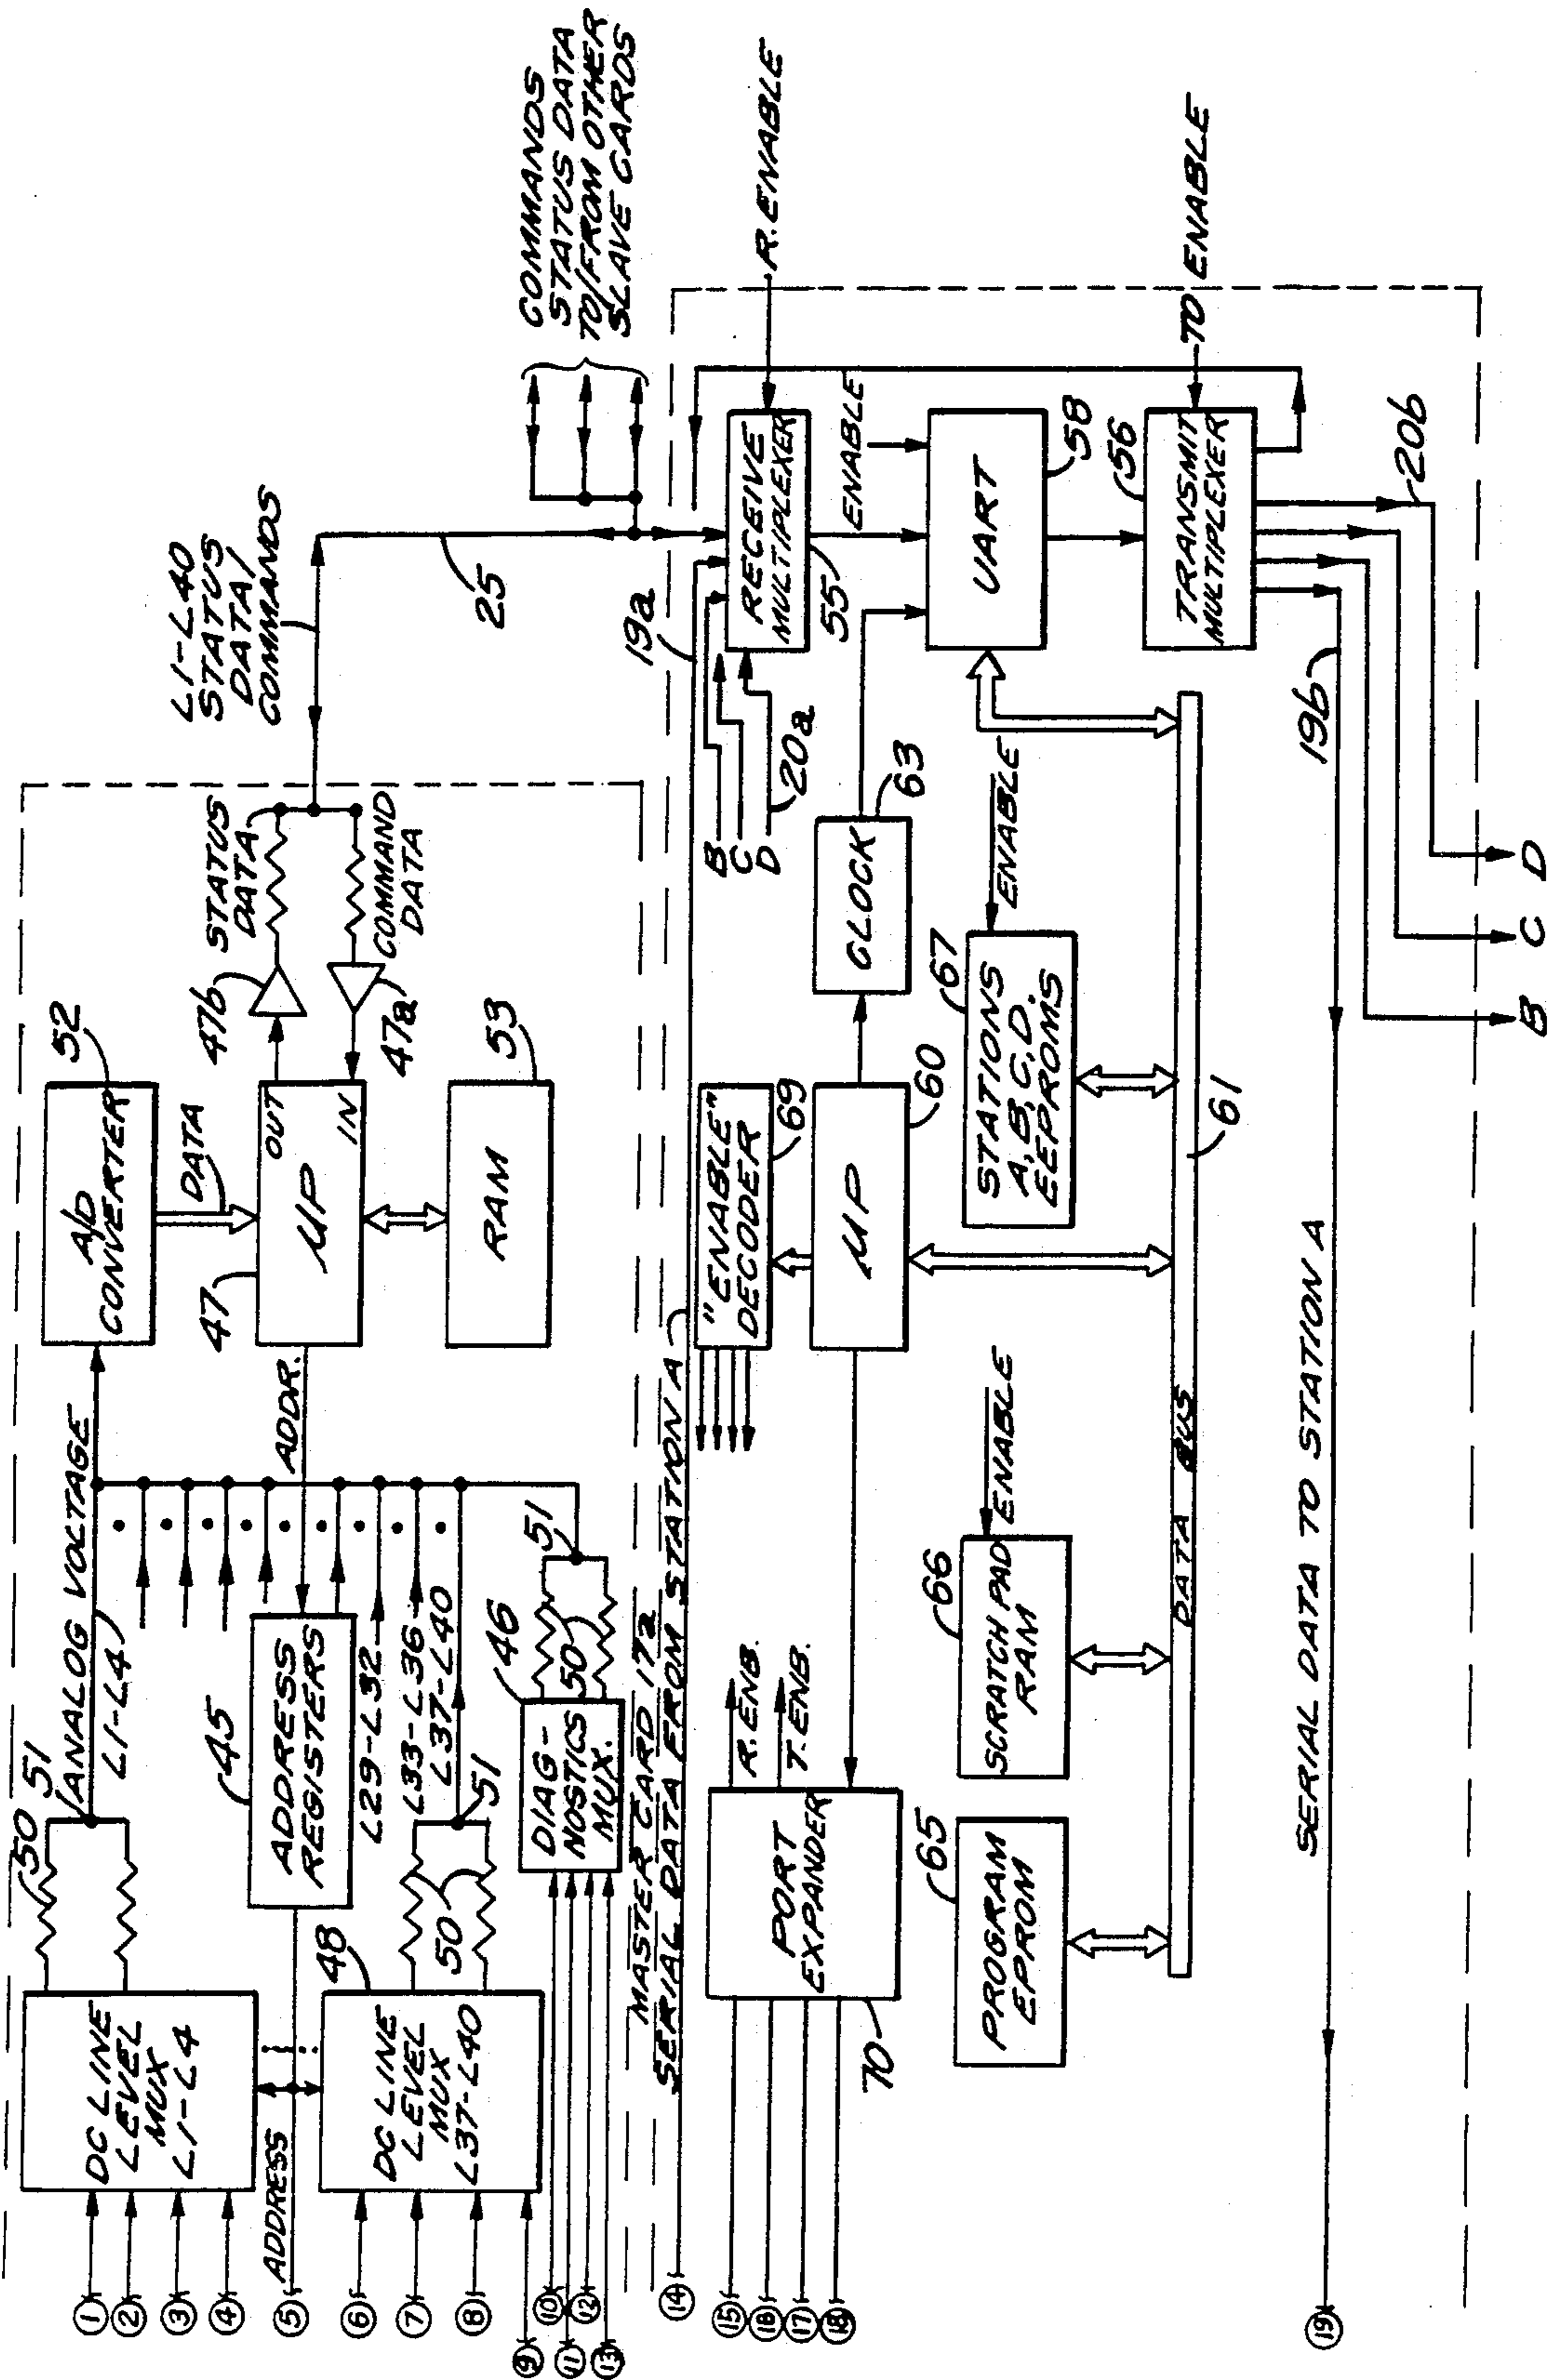 ①
②
③
④
⑤
⑥
⑦
⑧
⑨
⑩
⑪
⑫
⑬
DC LINE
LEVEL
MUX
L1-L4
ADDRESS
DC LINE
LEVEL
MUX
L37-L40
48
50
51
ANALOG VOLTAGE
L1-L4
45
ADDRESS
REGISTERS
L29-L32
L33-L36
L37-L40
51
50
46
DIAG-
NOSTICS
MUX.
50
51
ADDR.
A/D
CONVERTER
52
DATA
47
OUT
IN
μP
RAM
53
47b
47a
STATUS
DATA
COMMAND
DATA
L1-L40
STATUS
DATA/
COMMANDS
25
COMMANDS
STATUS DATA
TO/FROM OTHER
SLAVE CARDS
MASTER CARD 17a
SERIAL DATA FROM STATION A
19a
⑭
⑮
⑯
⑰
⑱
⑲
PORT
EXPANDER
70
R.ENB.
T.ENB.
"ENABLE"
DECODER
69
μP
60
CLOCK
63
B
C
D
20a
RECEIVE
MULTIPLEXER
55
R.ENABLE
ENABLE
UART
58
TRANSMIT
MULTIPLEXER
56
TO ENABLE
PROGRAM
EPROM
65
SCRATCH PAD
RAM
66
ENABLE
STATIONS
A,B,C,D.
EEPROMS
67
ENABLE
DATA BUS
61
SERIAL DATA TO STATION A
19b
20b
B
C
D